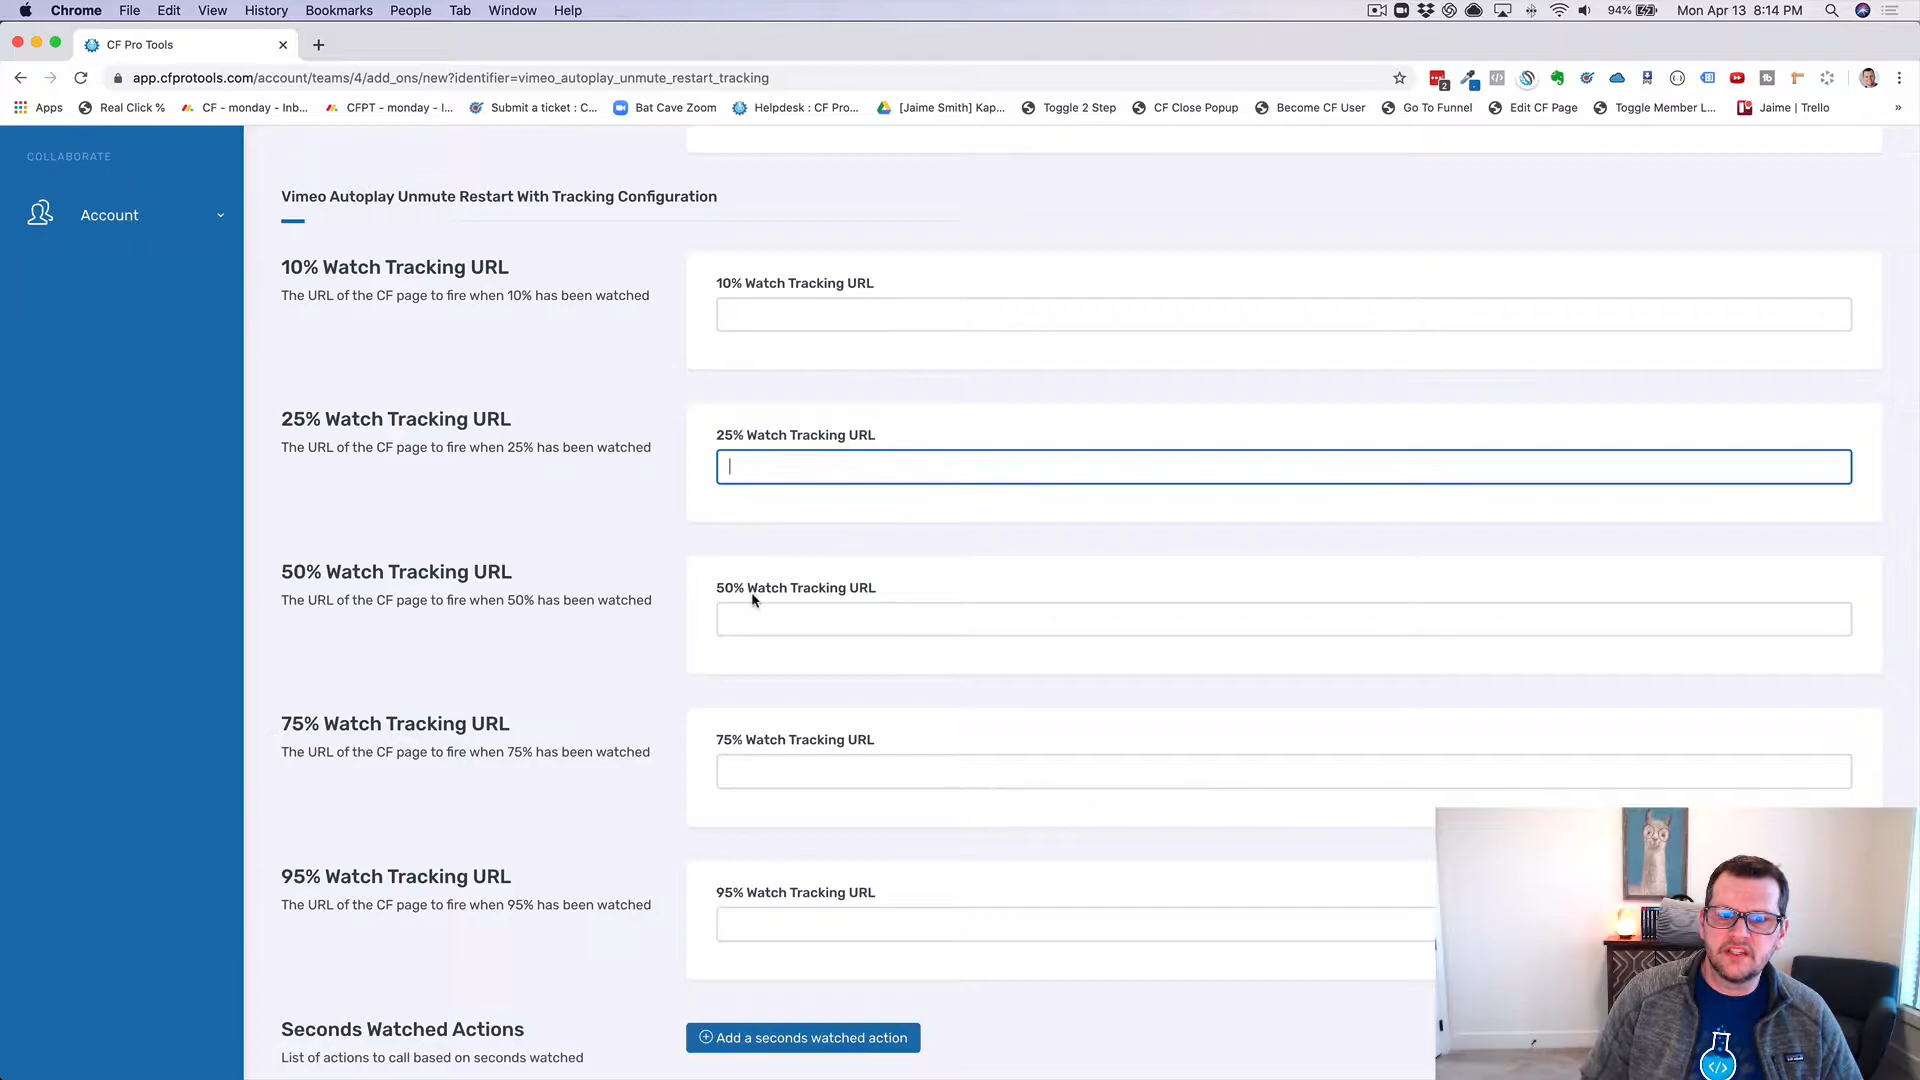 Chrome File Edit View History Bookmarks People Tab Window Help 94% Mon Apr 13 8:14 PM
CF Pro Tools
app.cfprotools.com/account/teams/4/add_ons/new?identifier=vimeo_autoplay_unmute_restart_tracking
Apps Real Click % CF - monday - Inb... CFPT - monday - I... Submit a ticket : C... Bat Cave Zoom Helpdesk : CF Pro... [Jaime Smith] Kap... Toggle 2 Step CF Close Popup Become CF User Go To Funnel Edit CF Page Toggle Member L... Jaime | Trello »
COLLABORATE
Account
Vimeo Autoplay Unmute Restart With Tracking Configuration
10% Watch Tracking URL
The URL of the CF page to fire when 10% has been watched
10% Watch Tracking URL
25% Watch Tracking URL
The URL of the CF page to fire when 25% has been watched
25% Watch Tracking URL
50% Watch Tracking URL
The URL of the CF page to fire when 50% has been watched
50% Watch Tracking URL
75% Watch Tracking URL
The URL of the CF page to fire when 75% has been watched
75% Watch Tracking URL
95% Watch Tracking URL
The URL of the CF page to fire when 95% has been watched
95% Watch Tracking URL
Seconds Watched Actions
List of actions to call based on seconds watched
Add a seconds watched action